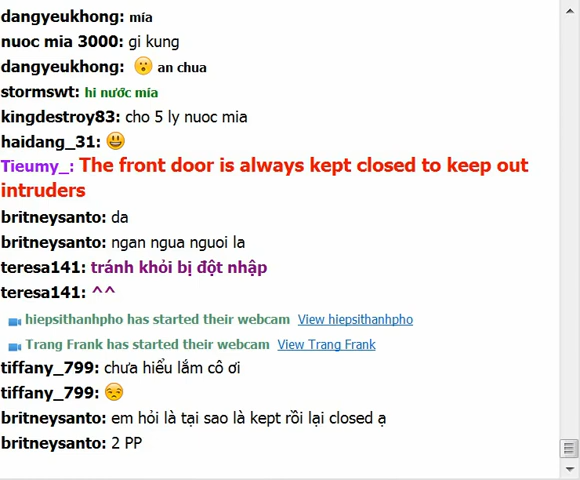 dangyeukhong: mía
nuoc mia 3000: gi kung
dangyeukhong: 😮 an chua
stormswt: hi nước mía
kingdestroy83: cho 5 ly nuoc mia
haidang_31: 😃
Tieumy_: The front door is always kept closed to keep out
intruders
britneysanto: da
britneysanto: ngan ngua nguoi la
teresa141: tránh khỏi bị đột nhập
teresa141: ^^
hiepsithanhpho has started their webcam View hiepsithanhpho
Trang Frank has started their webcam View Trang Frank
tiffany_799: chưa hiểu lắm cô ơi
tiffany_799: 😒
britneysanto: em hỏi là tại sao là kept rồi lại closed ạ
britneysanto: 2 PP